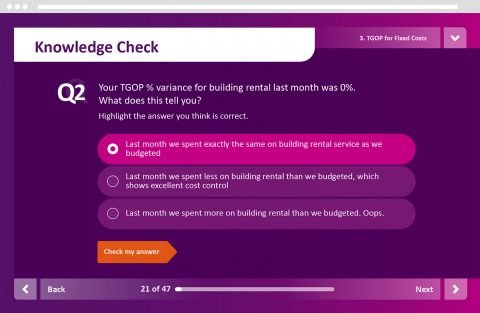 3. TGOP for Fixed Costs
Knowledge Check
Q2
Your TGOP % variance for building rental last month was 0%.
What does this tell you?
Highlight the answer you think is correct.
Last month we spent exactly the same on building rental service as we
budgeted
Last month we spent less on building rental than we budgeted, which
shows excellent cost control
Last month we spent more on building rental than we budgeted. Oops.
Check my answer
Back
21 of 47
Next